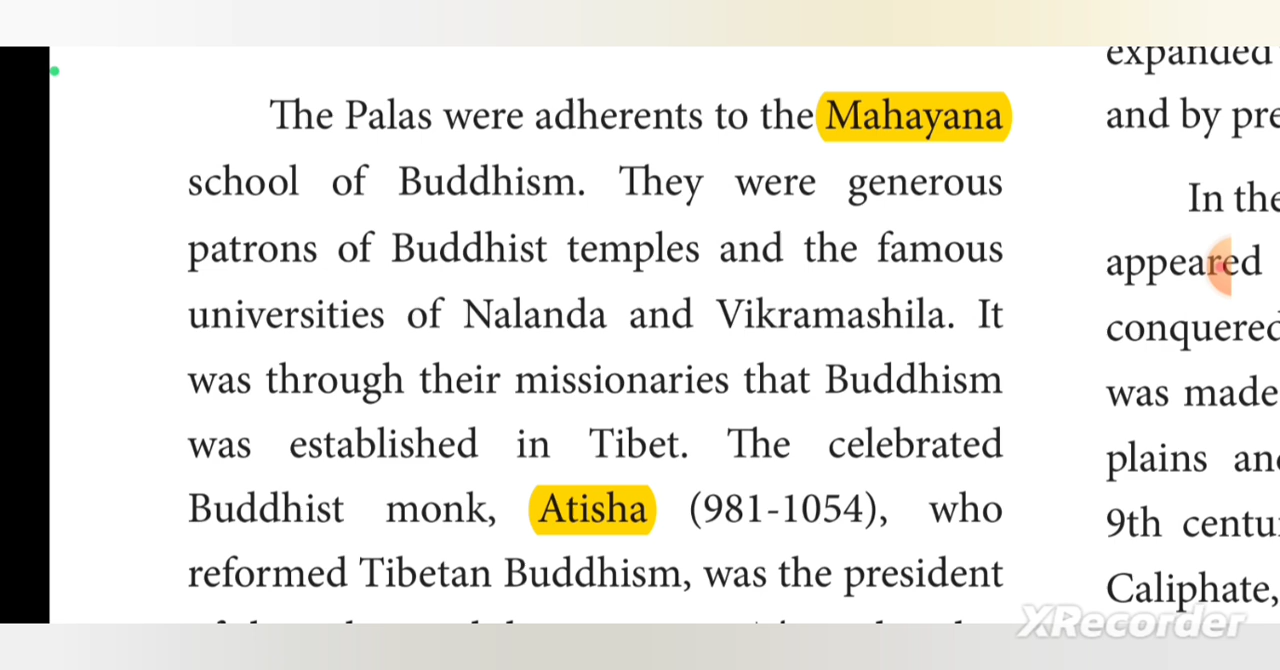 The Palas were adherents to the Mahayana
school of Buddhism. They were generous
patrons of Buddhist temples and the famous
universities of Nalanda and Vikramashila. It
was through their missionaries that Buddhism
was established in Tibet. The celebrated
Buddhist monk, Atisha (981-1054), who
reformed Tibetan Buddhism, was the president
expanded
and by pre
In the
appeared
conquered
was made
plains and
9th centu
Caliphate,
XRecorder